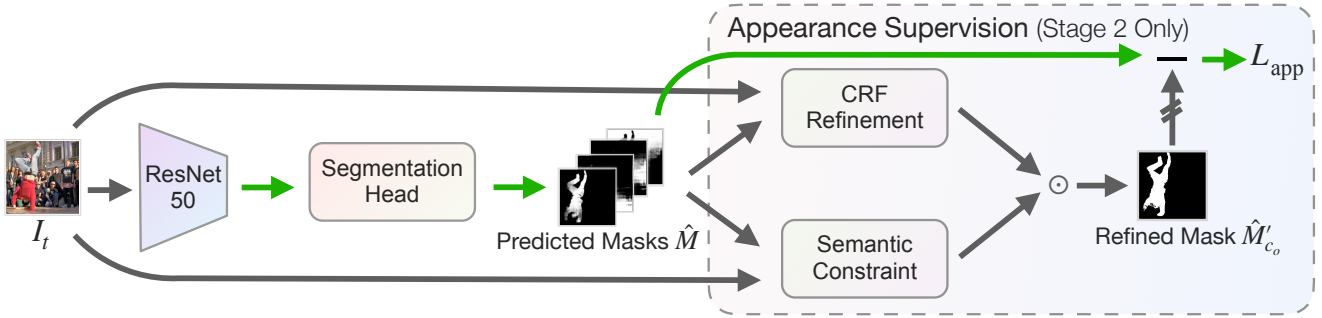 Appearance Supervision (Stage 2 Only)
L_app
CRF
Refinement
ResNet
50
Segmentation
Head
I_t
Predicted Masks M̂
⊙
Semantic
Constraint
Refined Mask M̂′_{c_o}